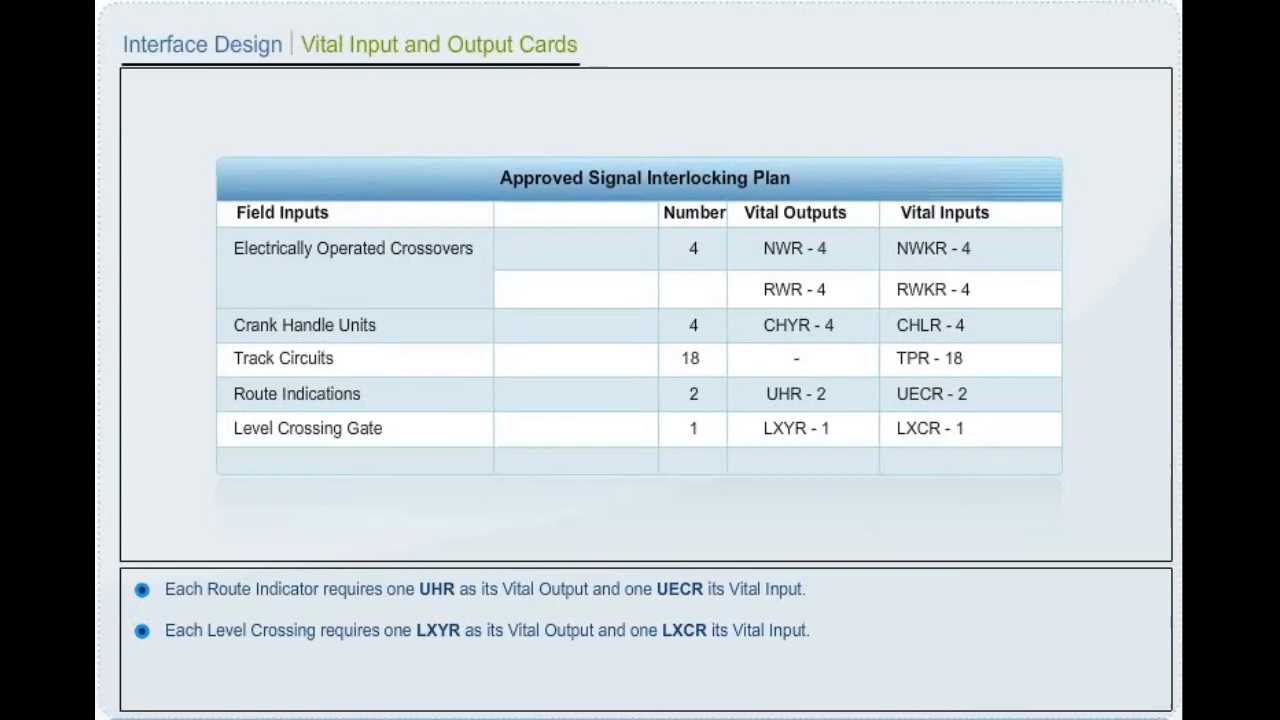 Interface Design | Vital Input and Output Cards
Approved Signal Interlocking Plan
Field Inputs Number Vital Outputs Vital Inputs
Electrically Operated Crossovers 4 NWR - 4 NWKR - 4
RWR - 4 RWKR - 4
Crank Handle Units 4 CHYR - 4 CHLR - 4
Track Circuits 18 - TPR - 18
Route Indications 2 UHR - 2 UECR - 2
Level Crossing Gate 1 LXYR - 1 LXCR - 1
Each Route Indicator requires one UHR as its Vital Output and one UECR its Vital Input.
Each Level Crossing requires one LXYR as its Vital Output and one LXCR its Vital Input.